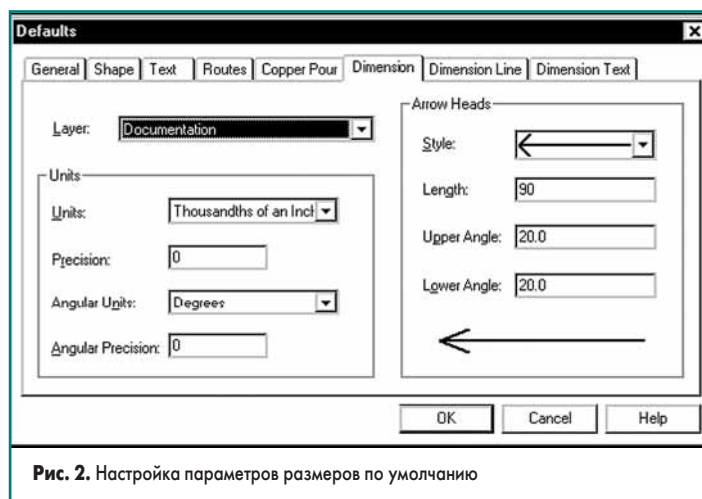 Defaults
General Shape Text Routes Copper Pour Dimension Dimension Line Dimension Text
Layer: Documentation
Units
Units: Thousandths of an Inch
Precision: 0
Angular Units: Degrees
Angular Precision: 0
Arrow Heads
Style:
Length: 90
Upper Angle: 20.0
Lower Angle: 20.0
OK Cancel Help
Рис. 2. Настройка параметров размеров по умолчанию